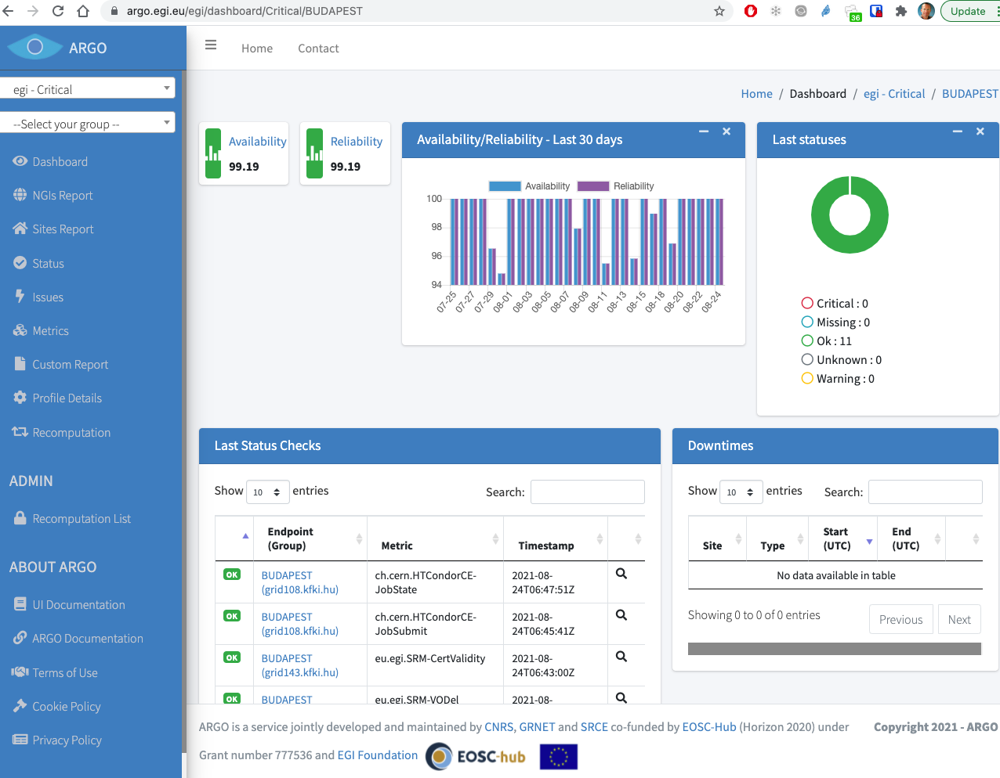 argo.egi.eu/egi/dashboard/Critical/BUDAPEST
36
Update
ARGO
Home
Contact
egi - Critical
--Select your group --
Home / Dashboard / egi - Critical / BUDAPEST
Dashboard
NGIs Report
Sites Report
Status
Issues
Metrics
Custom Report
Profile Details
Recomputation
ADMIN
Recomputation List
ABOUT ARGO
UI Documentation
ARGO Documentation
Terms of Use
Cookie Policy
Privacy Policy
Availability
99.19
Reliability
99.19
Availability/Reliability - Last 30 days
Availability Reliability
100
98
96
94
07-25 07-27 07-29 08-01 08-03 08-05 08-07 08-09 08-11 08-13 08-15 08-18 08-20 08-22 08-24
Last statuses
Critical : 0
Missing : 0
Ok : 11
Unknown : 0
Warning : 0
Last Status Checks
Show 10 entries
Search:
Endpoint
(Group) Metric Timestamp
OK BUDAPEST ch.cern.HTCondorCE- 2021-08-
(grid108.kfki.hu) JobState 24T06:47:51Z
OK BUDAPEST ch.cern.HTCondorCE- 2021-08-
(grid108.kfki.hu) JobSubmit 24T06:45:41Z
OK BUDAPEST eu.egi.SRM-CertValidity 2021-08-
(grid143.kfki.hu) 24T06:43:00Z
OK BUDAPEST eu.egi.SRM-VODel 2021-08-
Downtimes
Show 10 entries Search:
Start End
Site Type (UTC) (UTC)
No data available in table
Showing 0 to 0 of 0 entries
Previous Next
ARGO is a service jointly developed and maintained by CNRS, GRNET and SRCE co-funded by EOSC-Hub (Horizon 2020) under
Grant number 777536 and EGI Foundation EOSC-hub
Copyright 2021 - ARGO